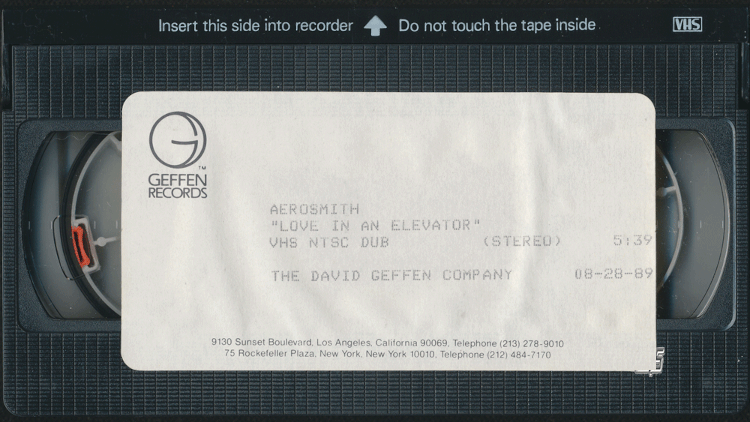 Insert this side into recorder Do not touch the tape inside
VHS
G
GEFFEN
RECORDS
TM
AEROSMITH
"LOVE IN AN ELEVATOR"
VHS NTSC DUB (STEREO) 5:39
THE DAVID GEFFEN COMPANY 08-28-89
9130 Sunset Boulevard, Los Angeles, California 90069, Telephone (213) 278-9010
75 Rockefeller Plaza, New York, New York 10010, Telephone (212) 484-7170